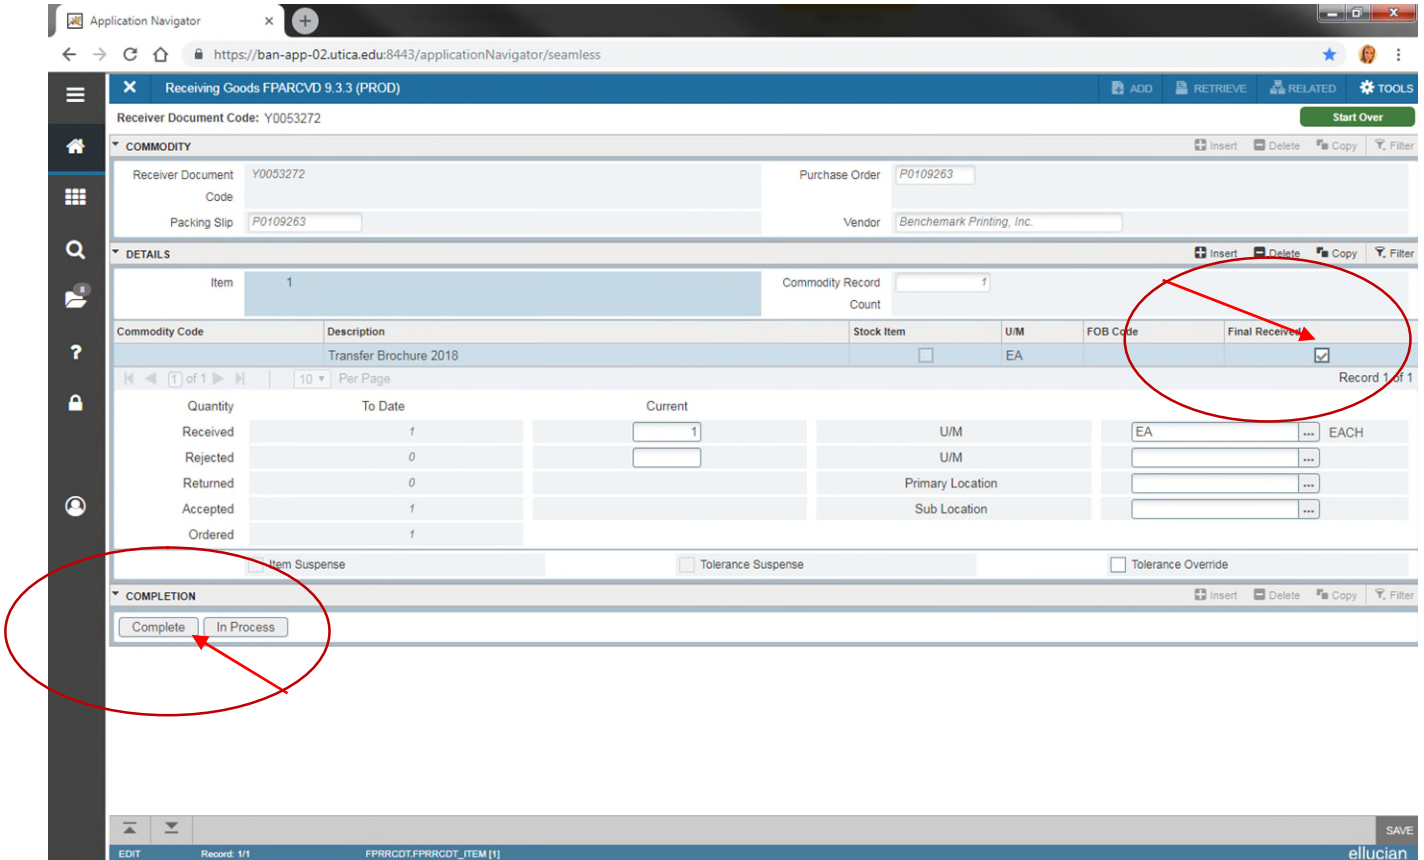 Application Navigator
https://ban-app-02.utica.edu:8443/applicationNavigator/seamless
Receiving Goods FPARCVD 9.3.3 (PROD) ADD RETRIEVE RELATED TOOLS
Receiver Document Code: Y0053272 Start Over
COMMODITY Insert Delete Copy Filter
Receiver Document Code Y0053272 Purchase Order P0109263
Packing Slip P0109263 Vendor Benchemark Printing, Inc.
DETAILS Insert Delete Copy Filter
Item 1 Commodity Record Count 1
Commodity Code Description Stock Item U/M FOB Code Final Received
Transfer Brochure 2018 EA
1 of 1 10 Per Page Record 1 of 1
Quantity To Date Current
Received 1 1 U/M EA ... EACH
Rejected 0 U/M ...
Returned 0 Primary Location ...
Accepted 1 Sub Location ...
Ordered 1
Item Suspense Tolerance Suspense Tolerance Override
COMPLETION Insert Delete Copy Filter
Complete In Process
SAVE
EDIT Record: 1/1 FPRRCDT.FPRRCDT_ITEM [1] ellucian